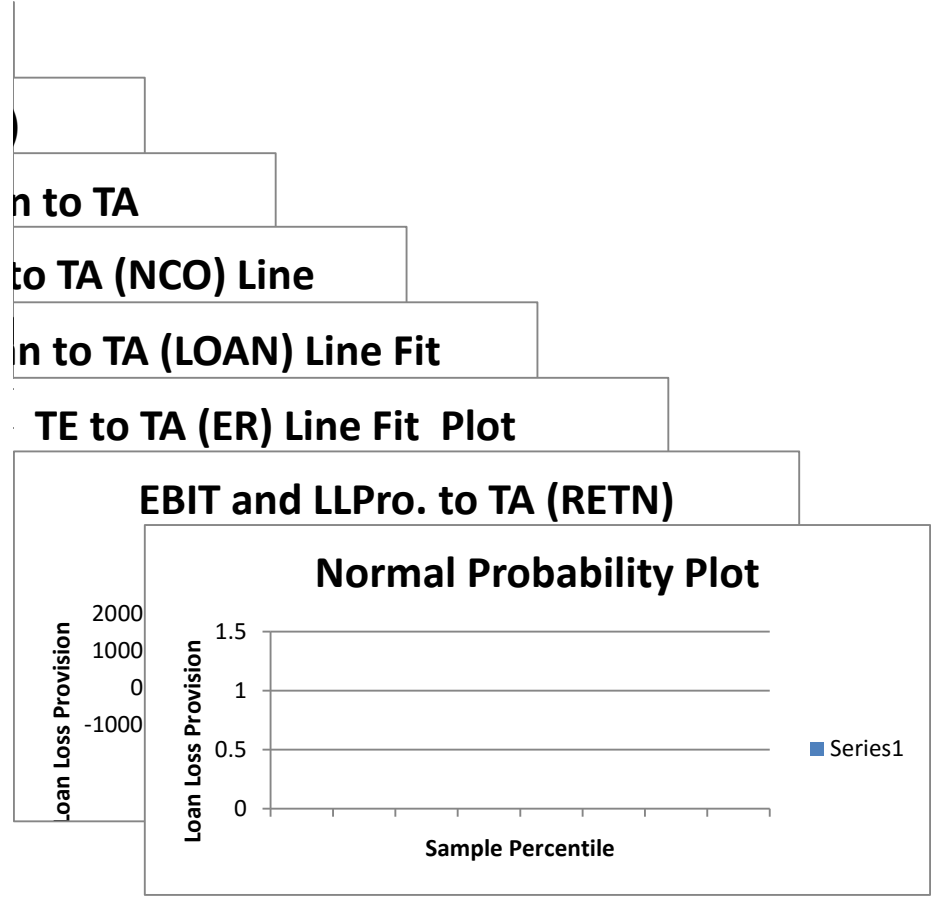 )
n to TA
to TA (NCO) Line
n to TA (LOAN) Line Fit
TE to TA (ER) Line Fit Plot
EBIT and LLPro. to TA (RETN)
2000
1000
0
-1000
Loan Loss Provision
Normal Probability Plot
1.5
1
0.5
0
Loan Loss Provision
Sample Percentile
Series1